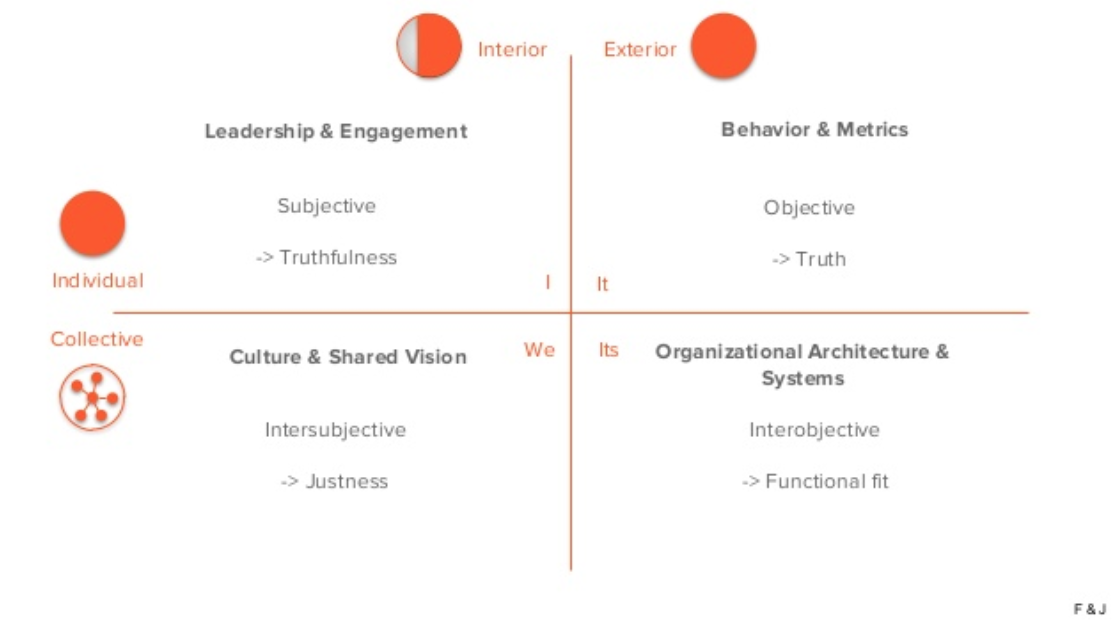 Interior
Exterior
Leadership & Engagement
Behavior & Metrics
Subjective
Objective
-> Truthfulness
-> Truth
Individual
I
It
Collective
Culture & Shared Vision
We
Its
Organizational Architecture &
Systems
Intersubjective
Interobjective
-> Justness
-> Functional fit
F & J